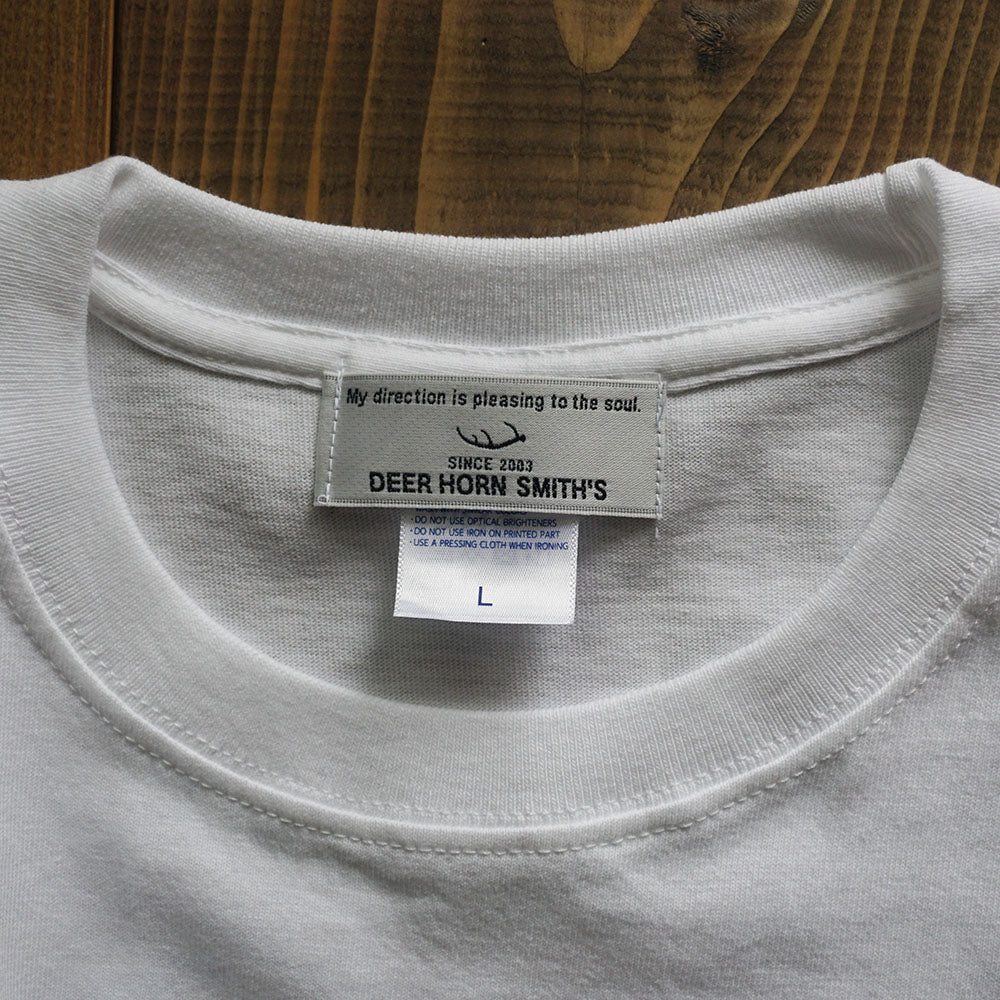 My direction is pleasing to the soul.
SINCE 2003
DEER HORN SMITH'S
· DO NOT USE OPTICAL BRIGHTENERS
· DO NOT USE IRON ON PRINTED PART
· USE A PRESSING CLOTH WHEN IRONING
L